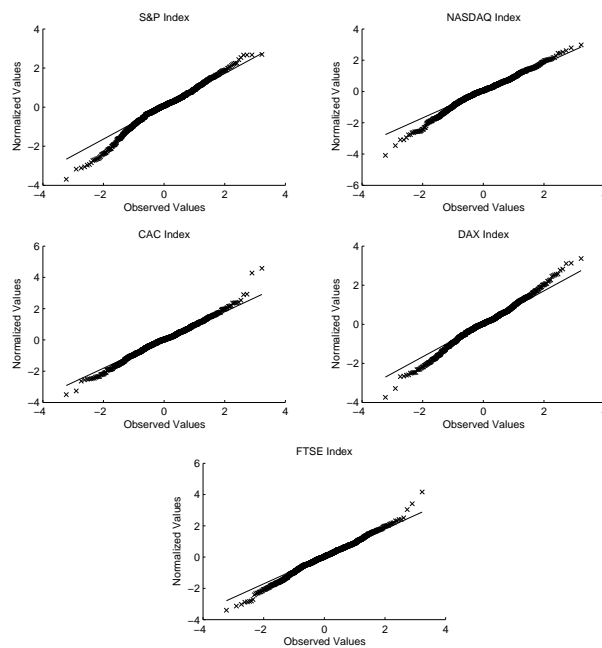 S&P Index
4
2
0
−2
−4
−4 −2 0 2 4
Observed Values
Normalized Values
NASDAQ Index
4
2
0
−2
−4
−6
−4 −2 0 2 4
Observed Values
Normalized Values
CAC Index
6
4
2
0
−2
−4
−4 −2 0 2 4
Observed Values
Normalized Values
DAX Index
4
2
0
−2
−4
−4 −2 0 2 4
Observed Values
Normalized Values
FTSE Index
6
4
2
0
−2
−4
−4 −2 0 2 4
Observed Values
Normalized Values